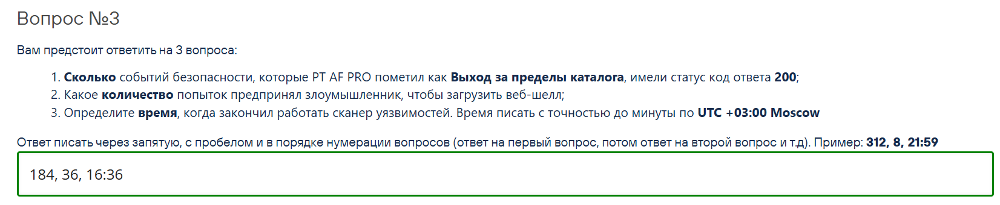 Вопрос №3
Вам предстоит ответить на 3 вопроса:
1. Сколько событий безопасности, которые PT AF PRO пометил как Выход за пределы каталога, имели статус код ответа 200;
2. Какое количество попыток предпринял злоумышленник, чтобы загрузить веб-шелл;
3. Определите время, когда закончил работать сканер уязвимостей. Время писать с точностью до минуты по UTC +03:00 Moscow
Ответ писать через запятую, с пробелом и в порядке нумерации вопросов (ответ на первый вопрос, потом ответ на второй вопрос и т.д). Пример: 312, 8, 21:59
184, 36, 16:36